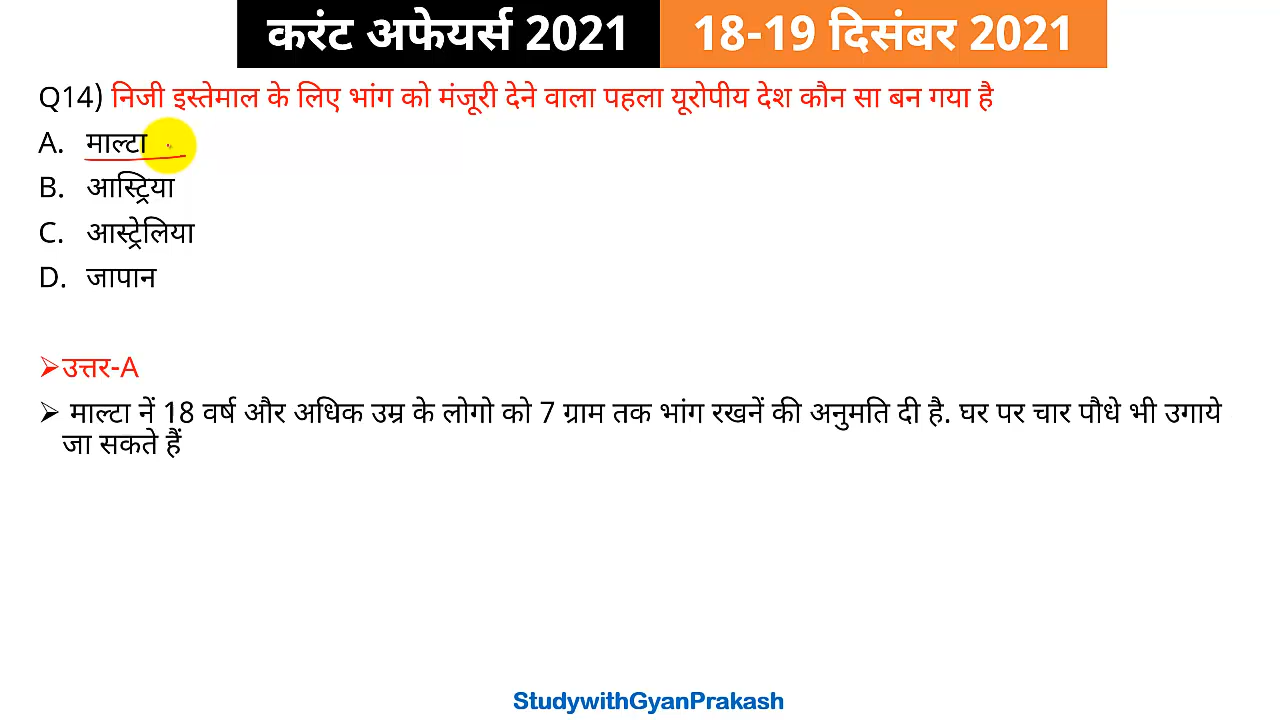 करंट अफेयर्स 2021 18-19 दिसंबर 2021
Q14) निजी इस्तेमाल के लिए भांग को मंजूरी देने वाला पहला यूरोपीय देश कौन सा बन गया है
A. माल्टा
B. आस्ट्रिया
C. आस्ट्रेलिया
D. जापान
➢उत्तर-A
➢ माल्टा नें 18 वर्ष और अधिक उम्र के लोगो को 7 ग्राम तक भांग रखनें की अनुमति दी है. घर पर चार पौधे भी उगाये
जा सकते हैं
StudywithGyanPrakash